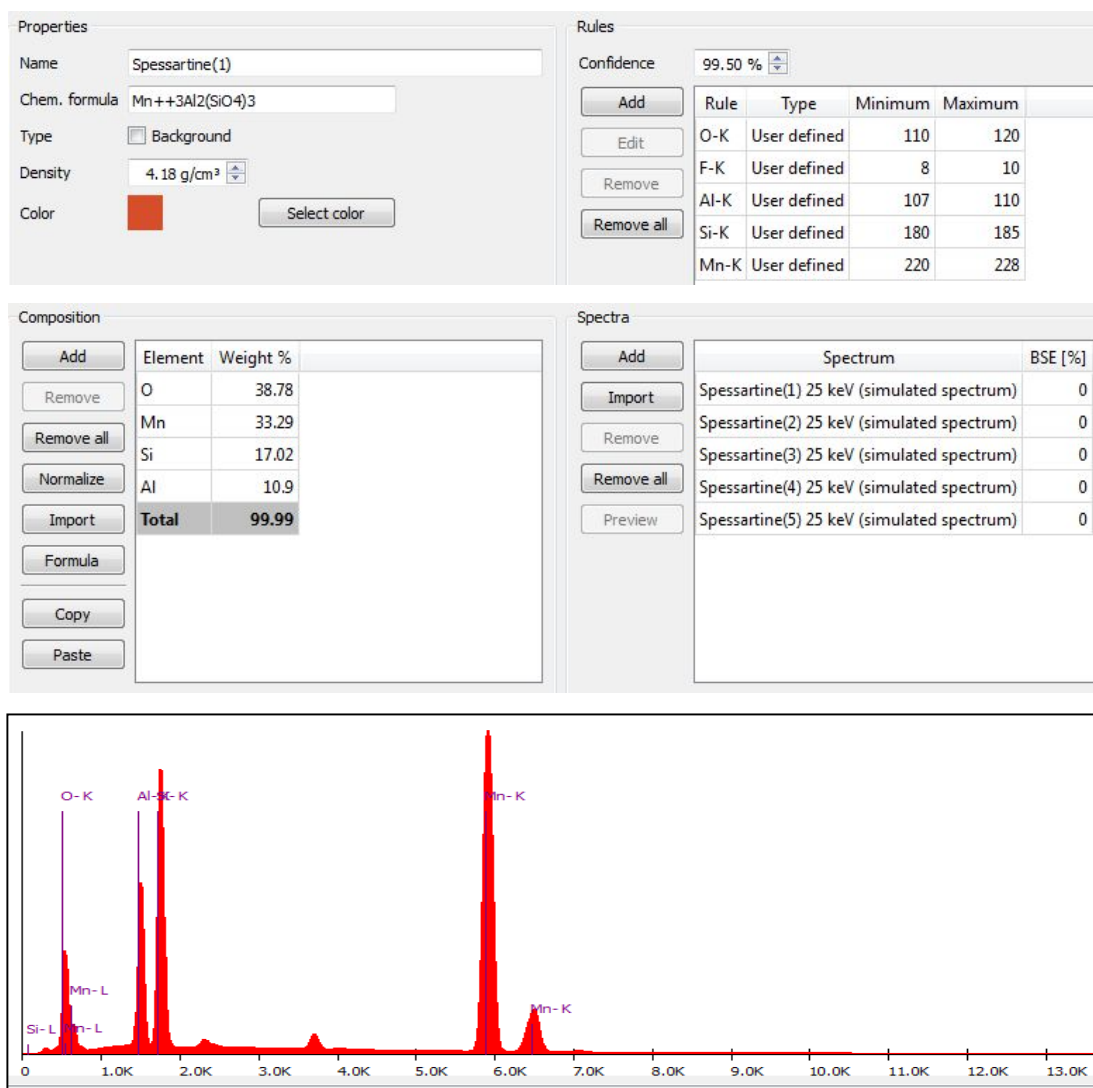 Properties
Name Spessartine(1)
Chem. formula Mn++3Al2(SiO4)3
Type Background
Density 4.18 g/cm³
Color Select color
Rules
Confidence 99.50 %
Add
Edit
Remove
Remove all
Rule Type Minimum Maximum
O-K User defined 110 120
F-K User defined 8 10
Al-K User defined 107 110
Si-K User defined 180 185
Mn-K User defined 220 228
Composition
Add
Remove
Remove all
Normalize
Import
Formula
Copy
Paste
Element Weight %
O 38.78
Mn 33.29
Si 17.02
Al 10.9
Total 99.99
Spectra
Add
Import
Remove
Remove all
Preview
Spectrum BSE [%]
Spessartine(1) 25 keV (simulated spectrum) 0
Spessartine(2) 25 keV (simulated spectrum) 0
Spessartine(3) 25 keV (simulated spectrum) 0
Spessartine(4) 25 keV (simulated spectrum) 0
Spessartine(5) 25 keV (simulated spectrum) 0
O-K Mn-K
Mn-L
Mn-K
Si-L Mn-L
0 1.0K 2.0K 3.0K 4.0K 5.0K 6.0K 7.0K 8.0K 9.0K 10.0K 11.0K 12.0K 13.0K